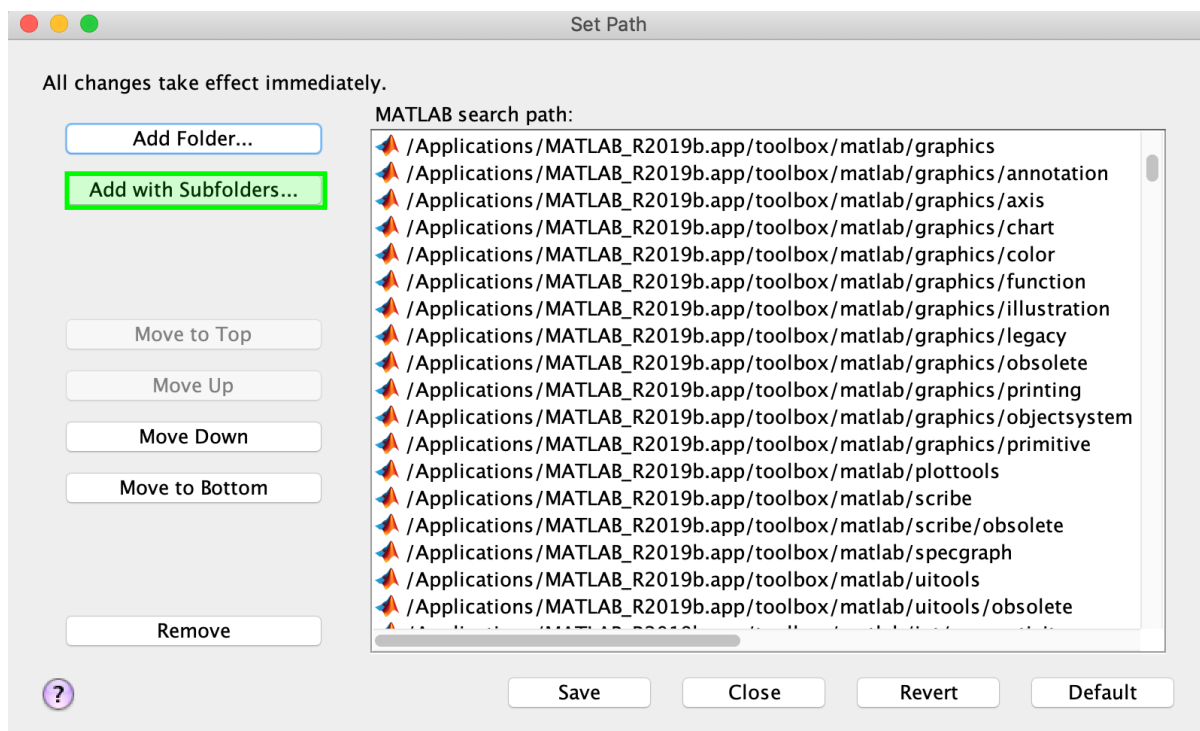 Set Path
All changes take effect immediately.
MATLAB search path:
Add Folder...
Add with Subfolders...
Move to Top
Move Up
Move Down
Move to Bottom
Remove
/Applications/MATLAB_R2019b.app/toolbox/matlab/graphics
/Applications/MATLAB_R2019b.app/toolbox/matlab/graphics/annotation
/Applications/MATLAB_R2019b.app/toolbox/matlab/graphics/axis
/Applications/MATLAB_R2019b.app/toolbox/matlab/graphics/chart
/Applications/MATLAB_R2019b.app/toolbox/matlab/graphics/color
/Applications/MATLAB_R2019b.app/toolbox/matlab/graphics/function
/Applications/MATLAB_R2019b.app/toolbox/matlab/graphics/illustration
/Applications/MATLAB_R2019b.app/toolbox/matlab/graphics/legacy
/Applications/MATLAB_R2019b.app/toolbox/matlab/graphics/obsolete
/Applications/MATLAB_R2019b.app/toolbox/matlab/graphics/printing
/Applications/MATLAB_R2019b.app/toolbox/matlab/graphics/objectsystem
/Applications/MATLAB_R2019b.app/toolbox/matlab/graphics/primitive
/Applications/MATLAB_R2019b.app/toolbox/matlab/plottools
/Applications/MATLAB_R2019b.app/toolbox/matlab/scribe
/Applications/MATLAB_R2019b.app/toolbox/matlab/scribe/obsolete
/Applications/MATLAB_R2019b.app/toolbox/matlab/specgraph
/Applications/MATLAB_R2019b.app/toolbox/matlab/uitools
/Applications/MATLAB_R2019b.app/toolbox/matlab/uitools/obsolete
?
Save
Close
Revert
Default